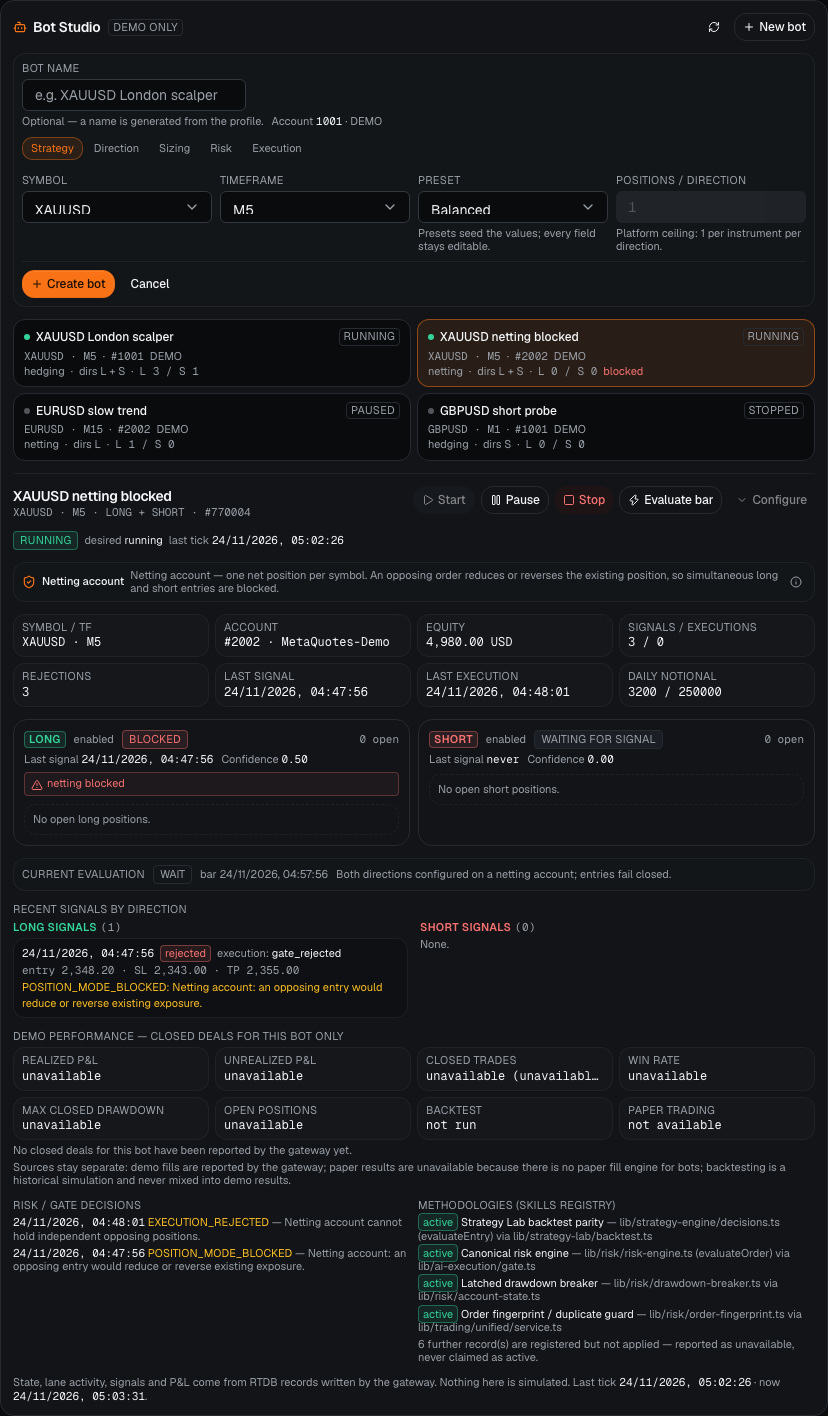 Bot Studio DEMO ONLY
+ New bot
BOT NAME
e.g. XAUUSD London scalper
Optional — a name is generated from the profile. Account 1001 · DEMO
Strategy Direction Sizing Risk Execution
SYMBOL TIMEFRAME PRESET POSITIONS / DIRECTION
XAUUSD M5 Balanced 1
Presets seed the values; every field stays editable.
Platform ceiling: 1 per instrument per direction.
+ Create bot Cancel
XAUUSD London scalper RUNNING
XAUUSD · M5 · #1001 DEMO
hedging · dirs L + S · L 3 / S 1
XAUUSD netting blocked RUNNING
XAUUSD · M5 · #2002 DEMO
netting · dirs L + S · L 0 / S 0 blocked
EURUSD slow trend PAUSED
EURUSD · M15 · #2002 DEMO
netting · dirs L · L 1 / S 0
GBPUSD short probe STOPPED
GBPUSD · M1 · #1001 DEMO
hedging · dirs S · L 0 / S 0
XAUUSD netting blocked
XAUUSD · M5 · LONG + SHORT · #770004
Start Pause Stop Evaluate bar Configure
RUNNING desired running last tick 24/11/2026, 05:02:26
Netting account Netting account — one net position per symbol. An opposing order reduces or reverses the existing position, so simultaneous long
and short entries are blocked.
SYMBOL / TF
XAUUSD · M5
ACCOUNT
#2002 · MetaQuotes-Demo
EQUITY
4,980.00 USD
SIGNALS / EXECUTIONS
3 / 0
REJECTIONS
3
LAST SIGNAL
24/11/2026, 04:47:56
LAST EXECUTION
24/11/2026, 04:48:01
DAILY NOTIONAL
3200 / 250000
LONG enabled BLOCKED 0 open
Last signal 24/11/2026, 04:47:56 Confidence 0.50
netting blocked
No open long positions.
SHORT enabled WAITING FOR SIGNAL 0 open
Last signal never Confidence 0.00
No open short positions.
CURRENT EVALUATION WAIT bar 24/11/2026, 04:57:56 Both directions configured on a netting account; entries fail closed.
RECENT SIGNALS BY DIRECTION
LONG SIGNALS (1)
24/11/2026, 04:47:56 rejected execution: gate_rejected
entry 2,348.20 · SL 2,343.00 · TP 2,355.00
POSITION_MODE_BLOCKED: Netting account: an opposing entry would
reduce or reverse existing exposure.
SHORT SIGNALS (0)
None.
DEMO PERFORMANCE — CLOSED DEALS FOR THIS BOT ONLY
REALIZED P&L
unavailable
UNREALIZED P&L
unavailable
CLOSED TRADES
unavailable (unavailabl…
WIN RATE
unavailable
MAX CLOSED DRAWDOWN
unavailable
OPEN POSITIONS
unavailable
BACKTEST
not run
PAPER TRADING
not available
No closed deals for this bot have been reported by the gateway yet.
Sources stay separate: demo fills are reported by the gateway; paper results are unavailable because there is no paper fill engine for bots; backtesting is a
historical simulation and never mixed into demo results.
RISK / GATE DECISIONS
24/11/2026, 04:48:01 EXECUTION_REJECTED — Netting account cannot
hold independent opposing positions.
24/11/2026, 04:47:56 POSITION_MODE_BLOCKED — Netting account: an
opposing entry would reduce or reverse existing exposure.
METHODOLOGIES (SKILLS REGISTRY)
active Strategy Lab backtest parity — lib/strategy-engine/decisions.ts
(evaluateEntry) via lib/strategy-lab/backtest.ts
active Canonical risk engine — lib/risk/risk-engine.ts (evaluateOrder) via
lib/ai-execution/gate.ts
active Latched drawdown breaker — lib/risk/drawdown-breaker.ts via
lib/risk/account-state.ts
active Order fingerprint / duplicate guard — lib/risk/order-fingerprint.ts via
lib/trading/unified/service.ts
6 further record(s) are registered but not applied — reported as unavailable,
never claimed as active.
State, lane activity, signals and P&L come from RTDB records written by the gateway. Nothing here is simulated. Last tick 24/11/2026, 05:02:26 · now
24/11/2026, 05:03:31.